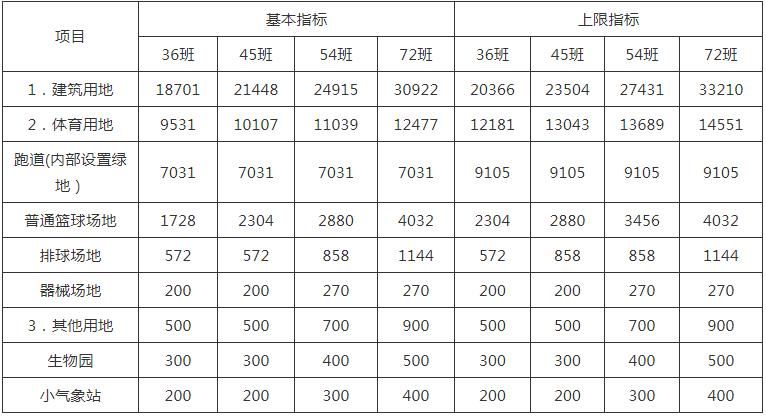 项目 基本指标 上限指标
36班 45班 54班 72班 36班 45班 54班 72班
1．建筑用地 18701 21448 24915 30922 20366 23504 27431 33210
2．体育用地 9531 10107 11039 12477 12181 13043 13689 14551
跑道(内部设置绿
地） 7031 7031 7031 7031 9105 9105 9105 9105
普通篮球场地 1728 2304 2880 4032 2304 2880 3456 4032
排球场地 572 572 858 1144 572 858 858 1144
器械场地 200 200 270 270 200 200 270 270
3．其他用地 500 500 700 900 500 500 700 900
生物园 300 300 400 500 300 300 400 500
小气象站 200 200 300 400 200 200 300 400